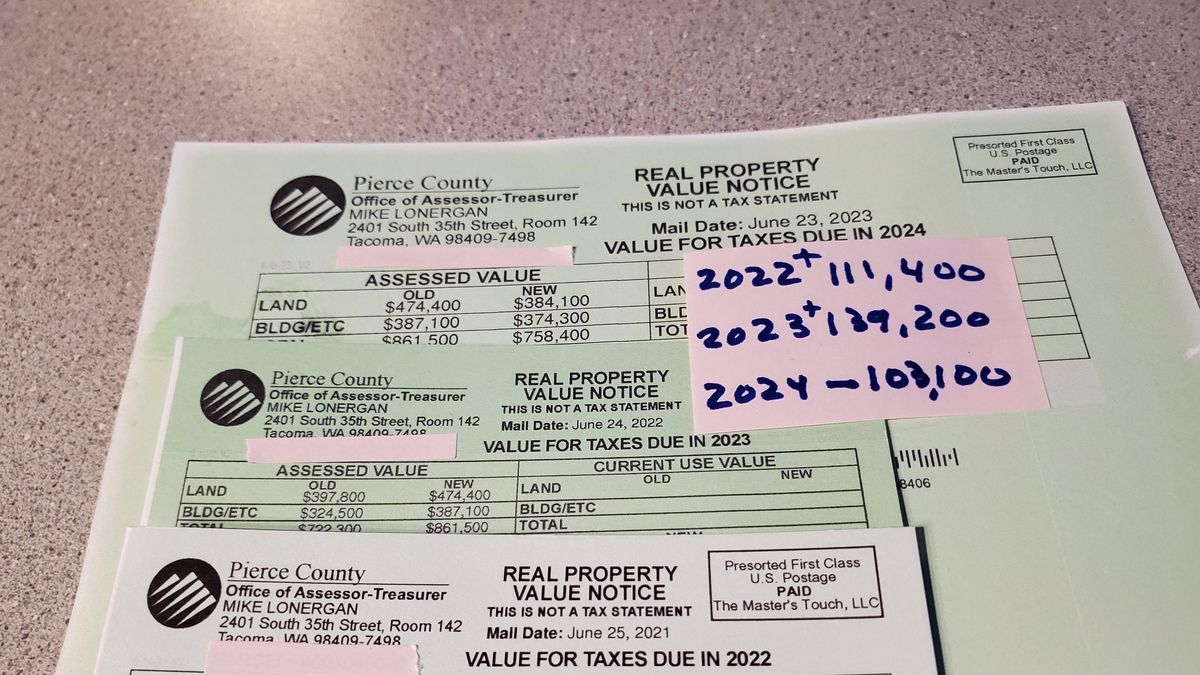 Pierce County
Office of Assessor-Treasurer
MIKE LONERGAN
2401 South 35th Street, Room 142
Tacoma, WA 98409-7498
REAL PROPERTY
VALUE NOTICE
THIS IS NOT A TAX STATEMENT
Mail Date: June 23, 2023
VALUE FOR TAXES DUE IN 2024
Presorted First Class
U.S. Postage
PAID
The Master's Touch, LLC
ASSESSED VALUE
OLD NEW
LAND $474,400 $384,100
BLDG/ETC $387,100 $374,300
$861,500 $758,400
LAN
BLD
TOT
2022+ 111,400
2023+ 139,200
2024 - 103,100
Pierce County
Office of Assessor-Treasurer
MIKE LONERGAN
2401 South 35th Street, Room 142
Tacoma, WA 98409-7498
REAL PROPERTY
VALUE NOTICE
THIS IS NOT A TAX STATEMENT
Mail Date: June 24, 2022
VALUE FOR TAXES DUE IN 2023
ASSESSED VALUE
OLD NEW
LAND $397,800 $474,400
BLDG/ETC $324,500 $387,100
TOTAL $722,300 $861,500
CURRENT USE VALUE
OLD NEW
LAND
BLDG/ETC
TOTAL
NEW
8406
Pierce County
Office of Assessor-Treasurer
MIKE LONERGAN
2401 South 35th Street, Room 142
Tacoma, WA 98409-7498
REAL PROPERTY
VALUE NOTICE
THIS IS NOT A TAX STATEMENT
Mail Date: June 25, 2021
VALUE FOR TAXES DUE IN 2022
Presorted First Class
U.S. Postage
PAID
The Master's Touch, LLC